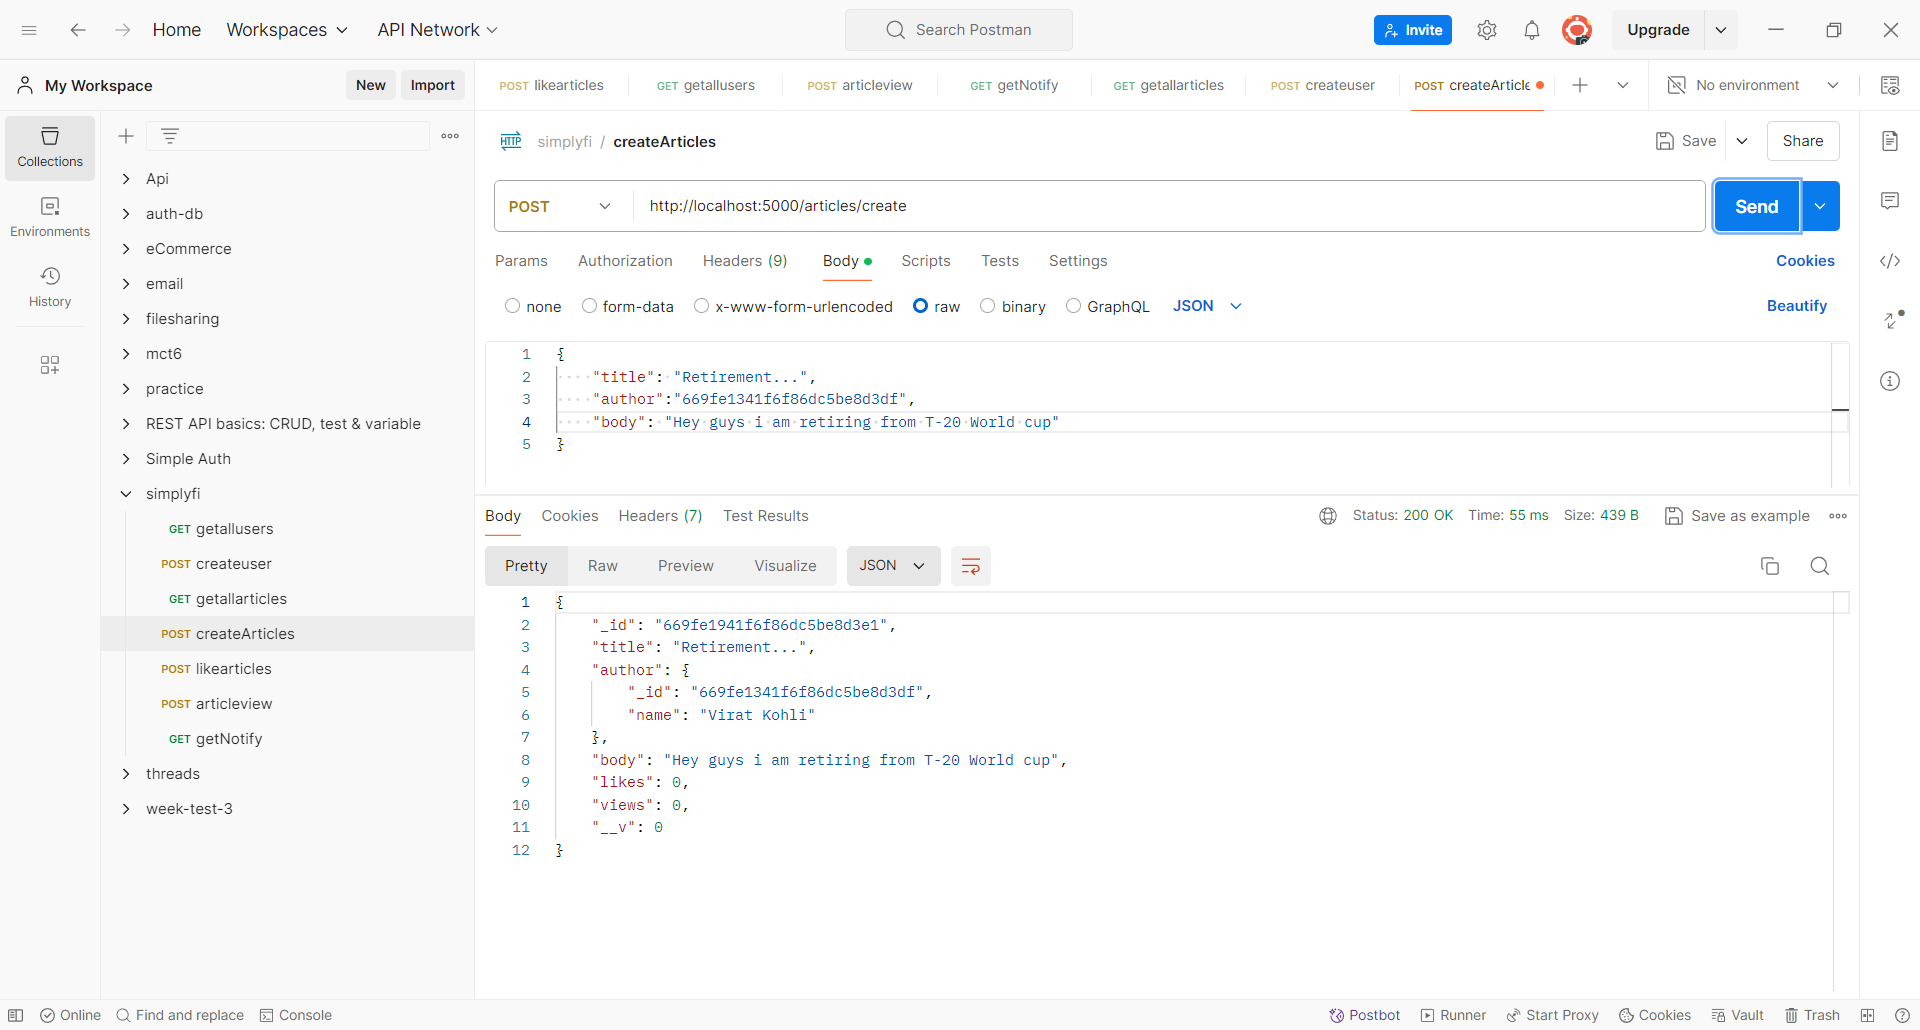 Home Workspaces API Network Search Postman Invite Upgrade
My Workspace New Import
POST likearticles GET getallusers POST articleview GET getNotify GET getallarticles POST createuser POST createArticle No environment
Collections
Environments
History
Api
auth-db
eCommerce
email
filesharing
mct6
practice
REST API basics: CRUD, test & variable
Simple Auth
simplyfi
GET getallusers
POST createuser
GET getallarticles
POST createArticles
POST likearticles
POST articleview
GET getNotify
threads
week-test-3
HTTP simplyfi / createArticles Save Share
POST http://localhost:5000/articles/create Send
Params Authorization Headers (9) Body Scripts Tests Settings Cookies
none form-data x-www-form-urlencoded raw binary GraphQL JSON Beautify
1 {
2 "title": "Retirement...",
3 "author":"669fe1341f6f86dc5be8d3df",
4 "body": "Hey guys i am retiring from T-20 World cup"
5 }
Body Cookies Headers (7) Test Results Status: 200 OK Time: 55 ms Size: 439 B Save as example
Pretty Raw Preview Visualize JSON
1 {
2 "_id": "669fe1941f6f86dc5be8d3e1",
3 "title": "Retirement...",
4 "author": {
5 "_id": "669fe1341f6f86dc5be8d3df",
6 "name": "Virat Kohli"
7 },
8 "body": "Hey guys i am retiring from T-20 World cup",
9 "likes": 0,
10 "views": 0,
11 "__v": 0
12 }
Online Find and replace Console Postbot Runner Start Proxy Cookies Vault Trash